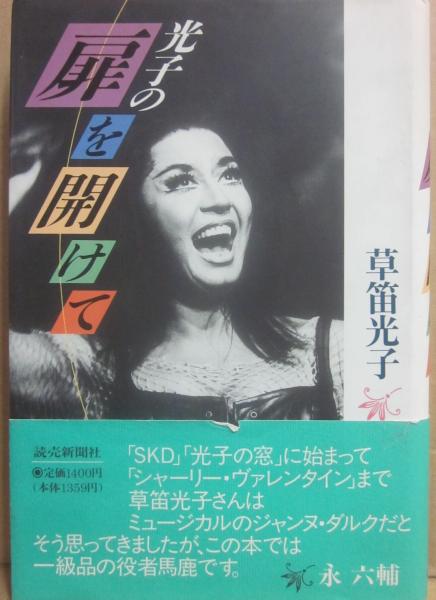 光子の
扉を開けて
草笛光子
読売新聞社
定価1400円
(本体1359円)
「SKD」「光子の窓」に始まって
「シャーリー・ヴァレンタイン」まで
草笛光子さんは
ミュージカルのジャンヌ・ダルクだと
そう思ってきましたが、この本では
一級品の役者馬鹿です。
永 六輔